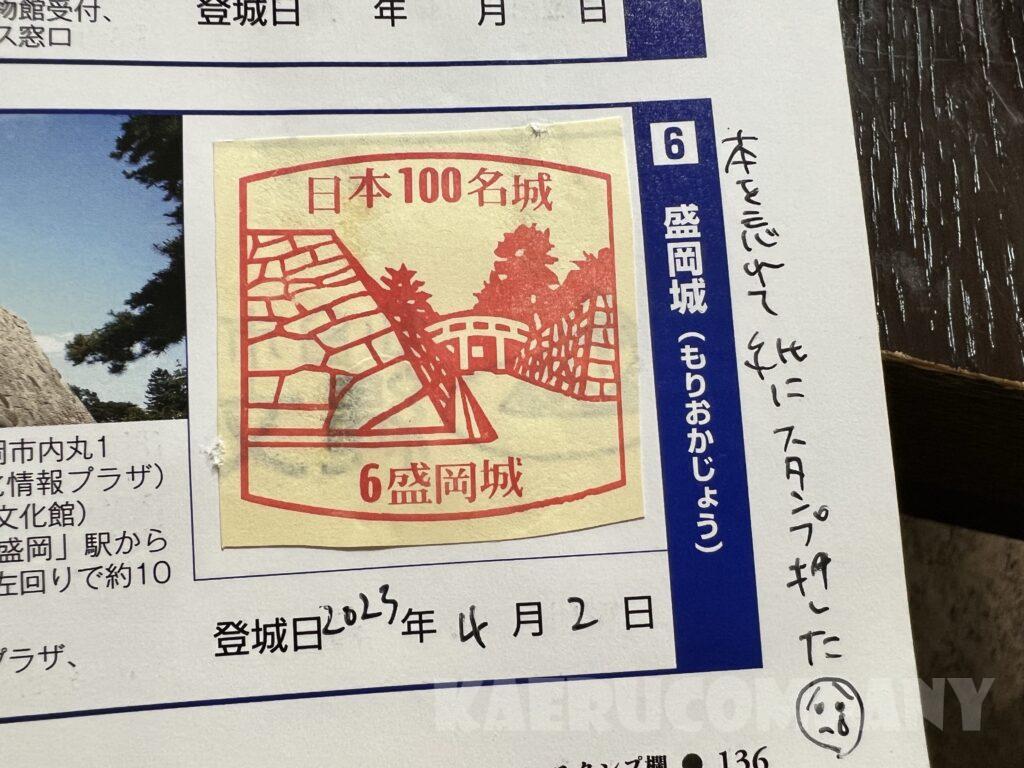 物館受付、
ス窓口
登城日　年　月　日
日本100名城
6盛岡城
6 盛岡城（もりおかじょう）
本を忘れて紙にスタンプ押した
岡市内丸1
情報プラザ）
文化館）
盛岡」駅から
左回りで約10
プラザ、
登城日2023年4月2日
KAERUCOMPANY
スタンプ欄 ● 136